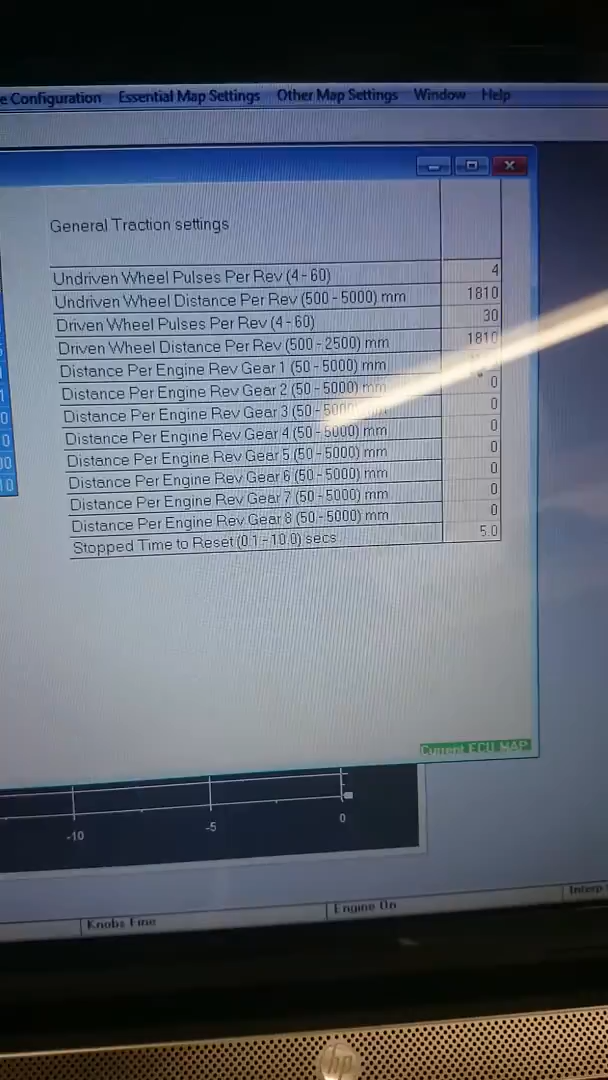 e Configuration Essential Map Settings Other Map Settings Window Help
General Traction settings
Undriven Wheel Pulses Per Rev (4 - 60) 4
Undriven Wheel Distance Per Rev (500 - 5000) mm 1810
Driven Wheel Pulses Per Rev (4 - 60) 30
Driven Wheel Distance Per Rev (500 - 2500) mm 1810
Distance Per Engine Rev Gear 1 (50 - 5000) mm
Distance Per Engine Rev Gear 2 (50 - 5000) mm 0
Distance Per Engine Rev Gear 3 (50 - 5000) mm 0
Distance Per Engine Rev Gear 4 (50 - 5000) mm 0
Distance Per Engine Rev Gear 5 (50 - 5000) mm 0
Distance Per Engine Rev Gear 6 (50 - 5000) mm 0
Distance Per Engine Rev Gear 7 (50 - 5000) mm 0
Distance Per Engine Rev Gear 8 (50 - 5000) mm 0
Stopped Time to Reset (0.1 - 10.0) secs 5.0
Current ECU MAP
-10 -5 0
Knobs Fine Engine On Interp
hp